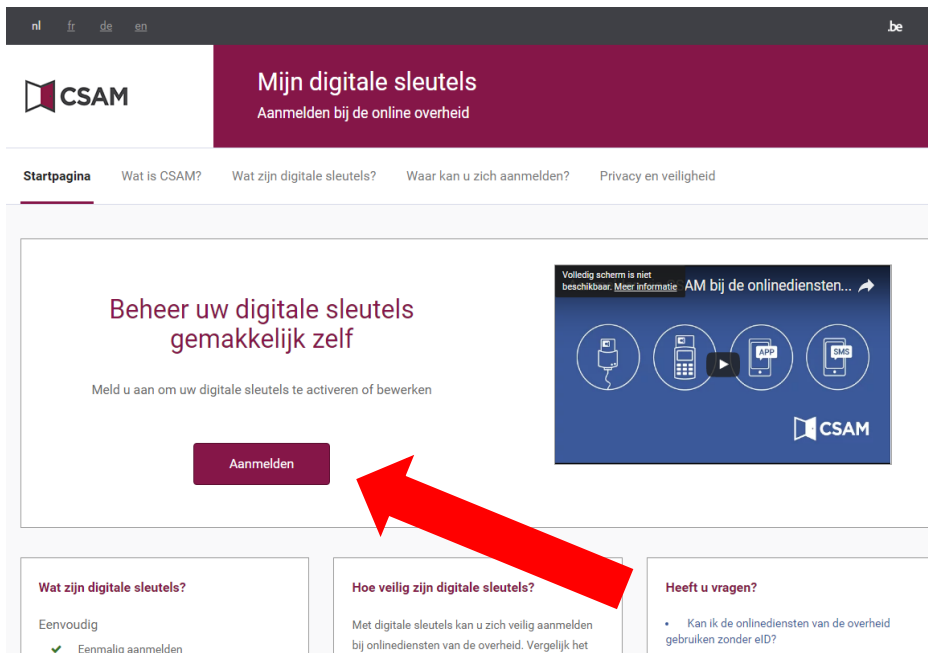 nl fr de en .be
CSAM
Mijn digitale sleutels
Aanmelden bij de online overheid
Startpagina Wat is CSAM? Wat zijn digitale sleutels? Waar kan u zich aanmelden? Privacy en veiligheid
Beheer uw digitale sleutels
gemakkelijk zelf
Meld u aan om uw digitale sleutels te activeren of bewerken
Aanmelden
Volledig scherm is niet
beschikbaar. Meer informatie
AM bij de onlinediensten...
APP
SMS
CSAM
Wat zijn digitale sleutels?
Eenvoudig
Eenmalig aanmelden
Hoe veilig zijn digitale sleutels?
Met digitale sleutels kan u zich veilig aanmelden
bij onlinediensten van de overheid. Vergelijk het
Heeft u vragen?
Kan ik de onlinediensten van de overheid
gebruiken zonder eID?